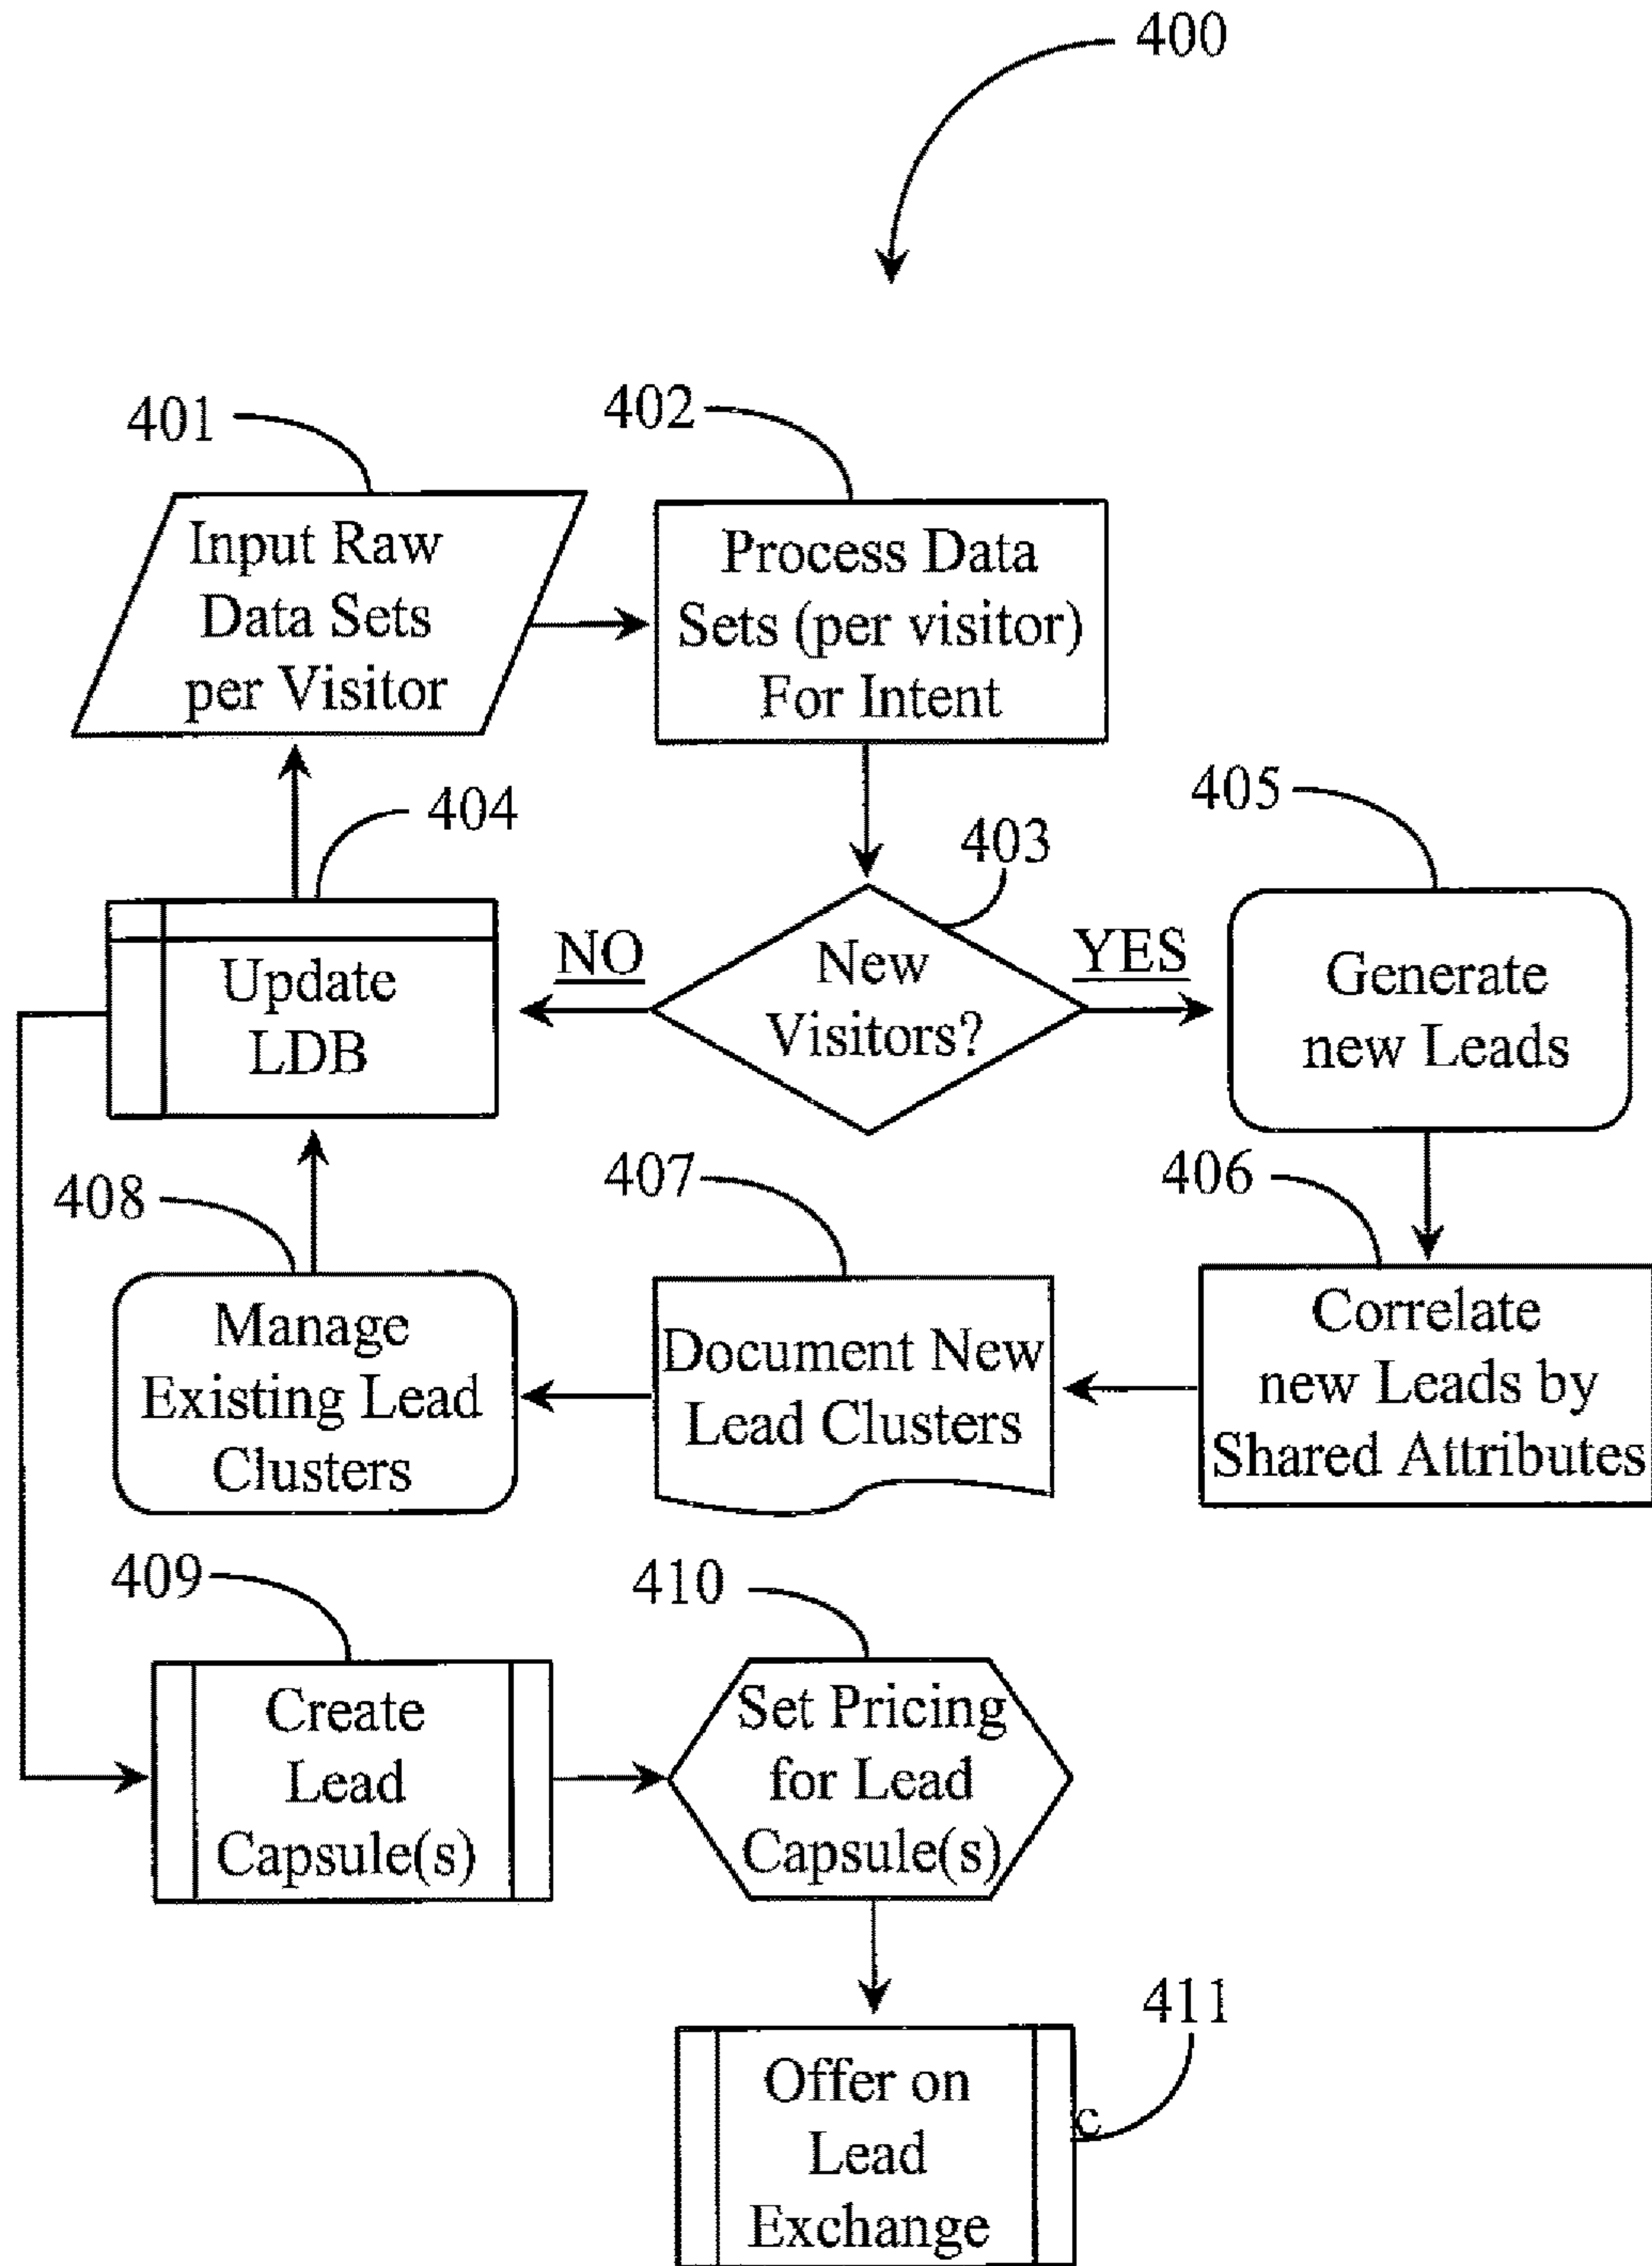 400
401
402
Input Raw
Data Sets
per Visitor
Process Data
Sets (per visitor)
For Intent
404
403
405
Update
LDB
NO
New
Visitors?
YES
Generate
new Leads
408
407
406
Manage
Existing Lead
Clusters
Document New
Lead Clusters
Correlate
new Leads by
Shared Attributes
409
410
Create
Lead
Capsule(s)
Set Pricing
for Lead
Capsule(s)
411
Offer on
Lead
Exchange
c